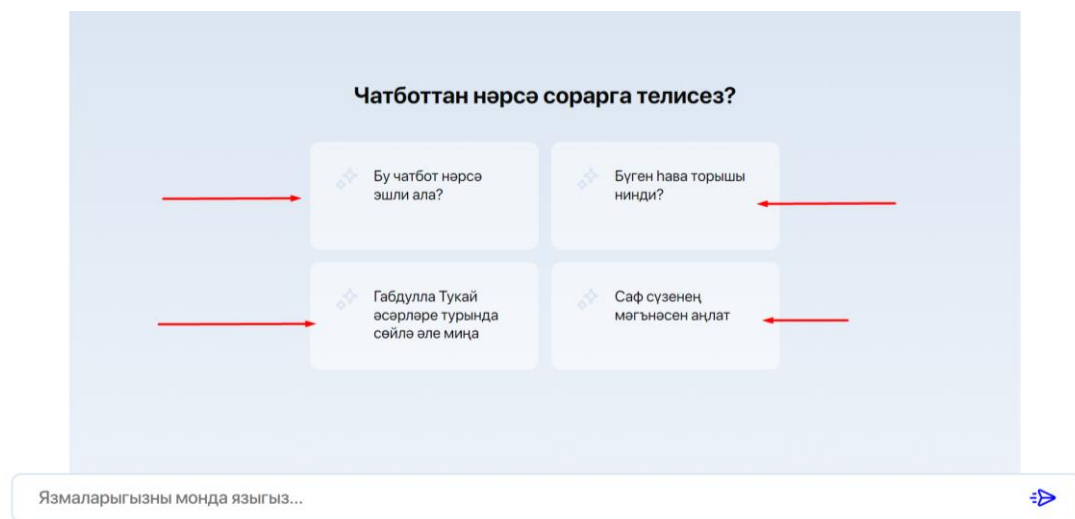 Чатботтан нәрсә сорарга телисез?
Бу чатбот нәрсә
эшли ала?
Бүген һава торышы
нинди?
Габдулла Тукай
әсәрләре турында
сөйлә әле миңа
Саф сүзенең
мәгънәсен аңлат
Язмаларыгызны монда языгыз...